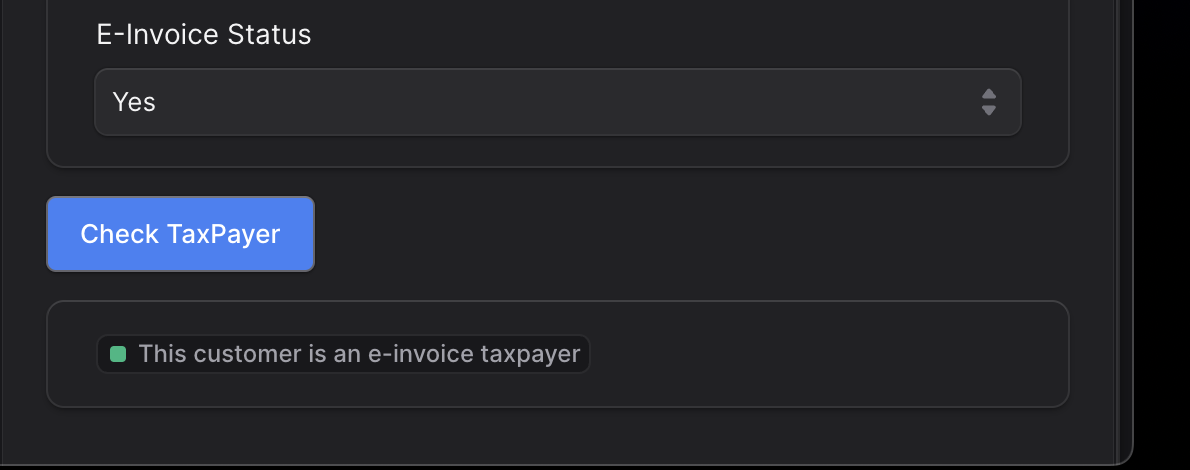 E-Invoice Status
Yes
Check TaxPayer
This customer is an e-invoice taxpayer